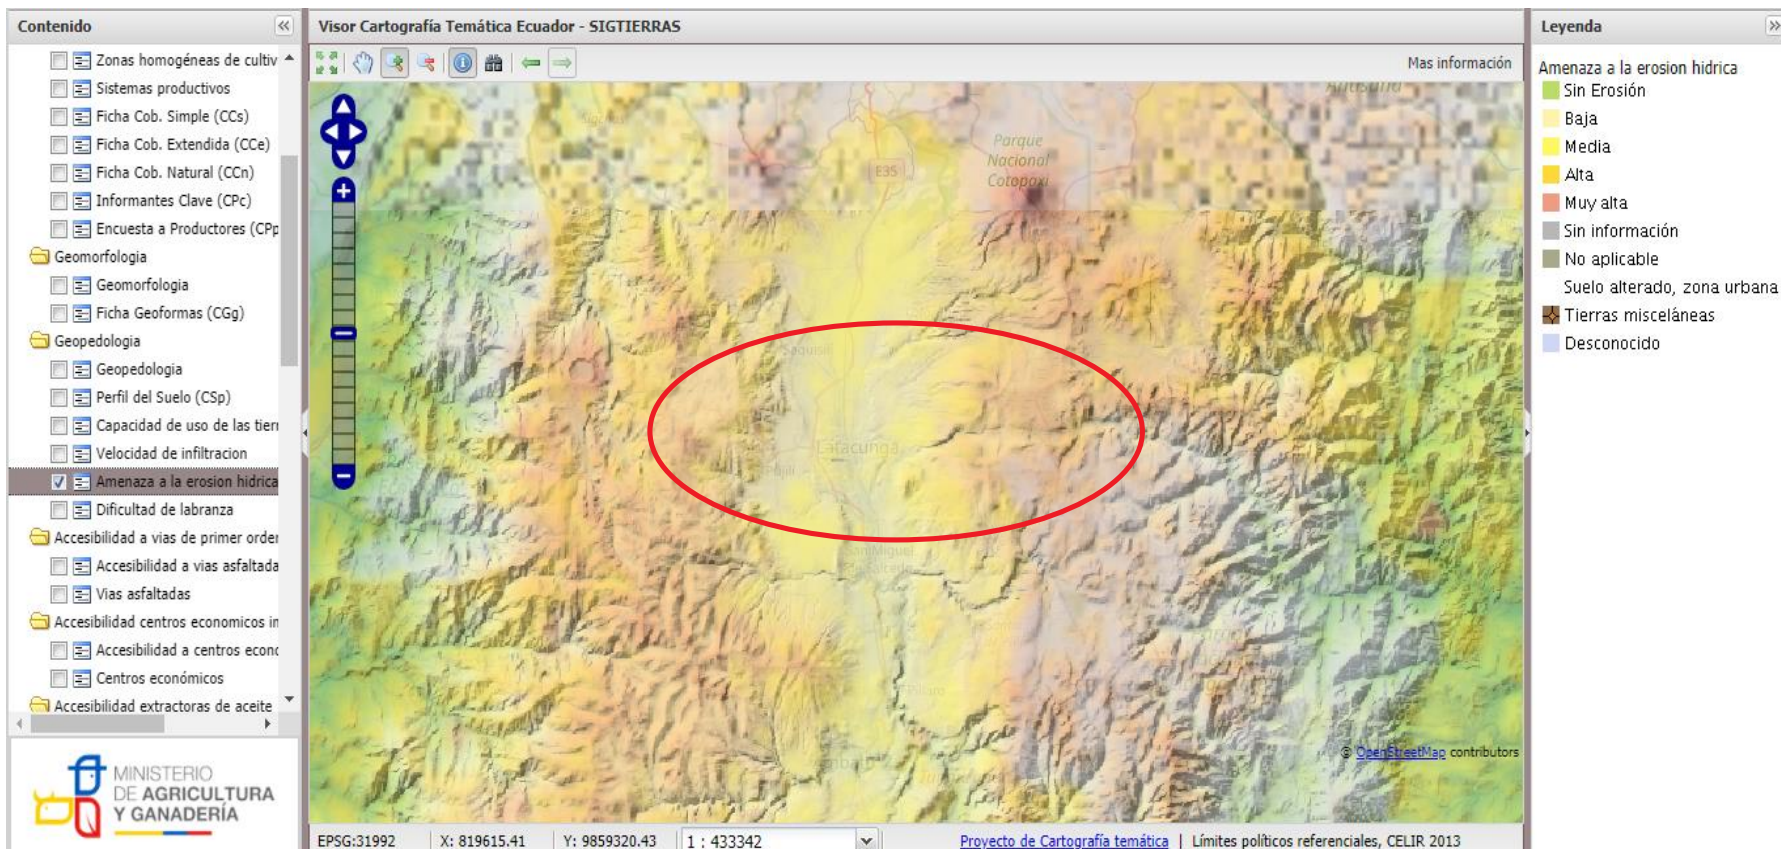 Contenido
Zonas homogéneas de cultiv
Sistemas productivos
Ficha Cob. Simple (CCs)
Ficha Cob. Extendida (CCe)
Ficha Cob. Natural (CCn)
Informantes Clave (CPc)
Encuesta a Productores (CPp
Geomorfologia
Geomorfologia
Ficha Geoformas (CGg)
Geopedologia
Geopedologia
Perfil del Suelo (CSp)
Capacidad de uso de las tierr
Velocidad de infiltracion
Amenaza a la erosion hidrica
Dificultad de labranza
Accesibilidad a vias de primer order
Accesibilidad a vias asfaltada
Vias asfaltadas
Accesibilidad centros economicos in
Accesibilidad a centros econo
Centros económicos
Accesibilidad extractoras de aceite
MINISTERIO
DE AGRICULTURA
Y GANADERÍA
Visor Cartografía Temática Ecuador - SIGTIERRAS
Mas información
Parque
Nacional
Cotopaxi
E35
Saquisilí
Latacunga
Pujilí
San Miguel
Píllaro
© OpenStreetMap contributors
EPSG:31992 X: 819615.41 Y: 9859320.43 1 : 433342 Proyecto de Cartografía temática | Límites políticos referenciales, CELIR 2013
Leyenda
Amenaza a la erosion hidrica
Sin Erosión
Baja
Media
Alta
Muy alta
Sin información
No aplicable
Suelo alterado, zona urbana
Tierras misceláneas
Desconocido